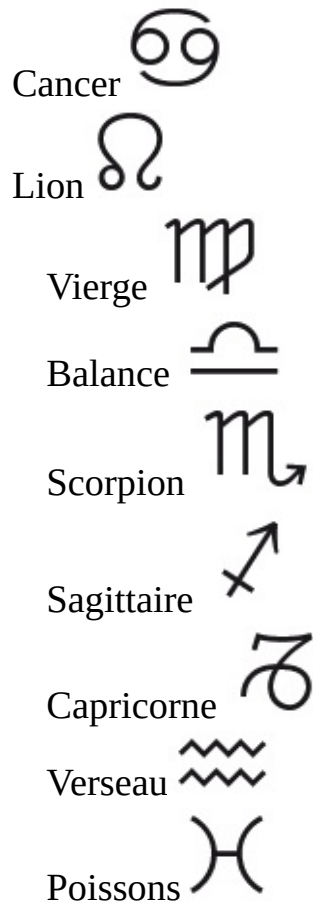 Cancer
Lion
Vierge
Balance
Scorpion
Sagittaire
Capricorne
Verseau
Poissons